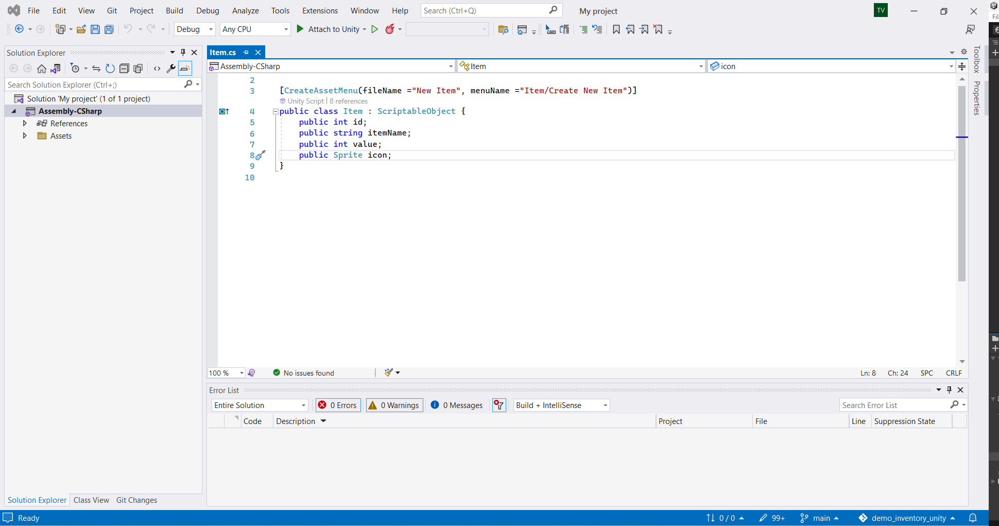 File Edit View Git Project Build Debug Analyze Tools Extensions Window Help Search (Ctrl+Q) My project TV
Debug Any CPU Attach to Unity
Solution Explorer
Search Solution Explorer (Ctrl+;)
Solution 'My project' (1 of 1 project)
Assembly-CSharp
References
Assets
Solution Explorer Class View Git Changes
Item.cs
Assembly-CSharp Item icon
2
3 [CreateAssetMenu(fileName ="New Item", menuName ="Item/Create New Item")]
Unity Script | 8 references
4 public class Item : ScriptableObject {
5 public int id;
6 public string itemName;
7 public int value;
8 public Sprite icon;
9 }
10
100 % No issues found Ln: 8 Ch: 24 SPC CRLF
Error List
Entire Solution 0 Errors 0 Warnings 0 Messages Build + IntelliSense Search Error List
Code Description Project File Line Suppression State
Toolbox
Properties
Fil
Ready 0 / 0 99+ main demo_inventory_unity